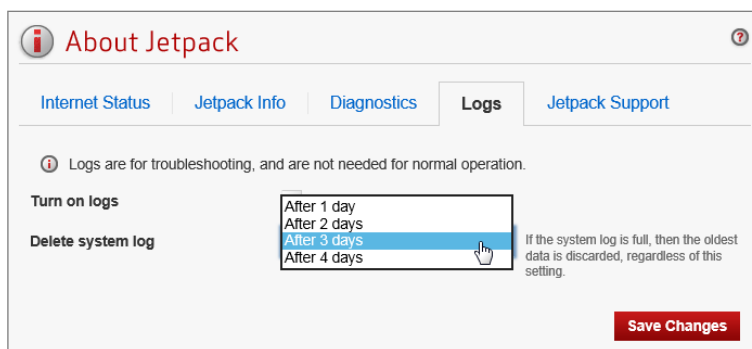 About Jetpack
Internet Status
Jetpack Info
Diagnostics
Logs
Jetpack Support
Logs are for troubleshooting, and are not needed for normal operation.
Turn on logs
After 1 day
After 2 days
Delete system log
After 3 days
After 4 days
If the system log is full, then the oldest
data is discarded, regardless of this
setting.
Save Changes